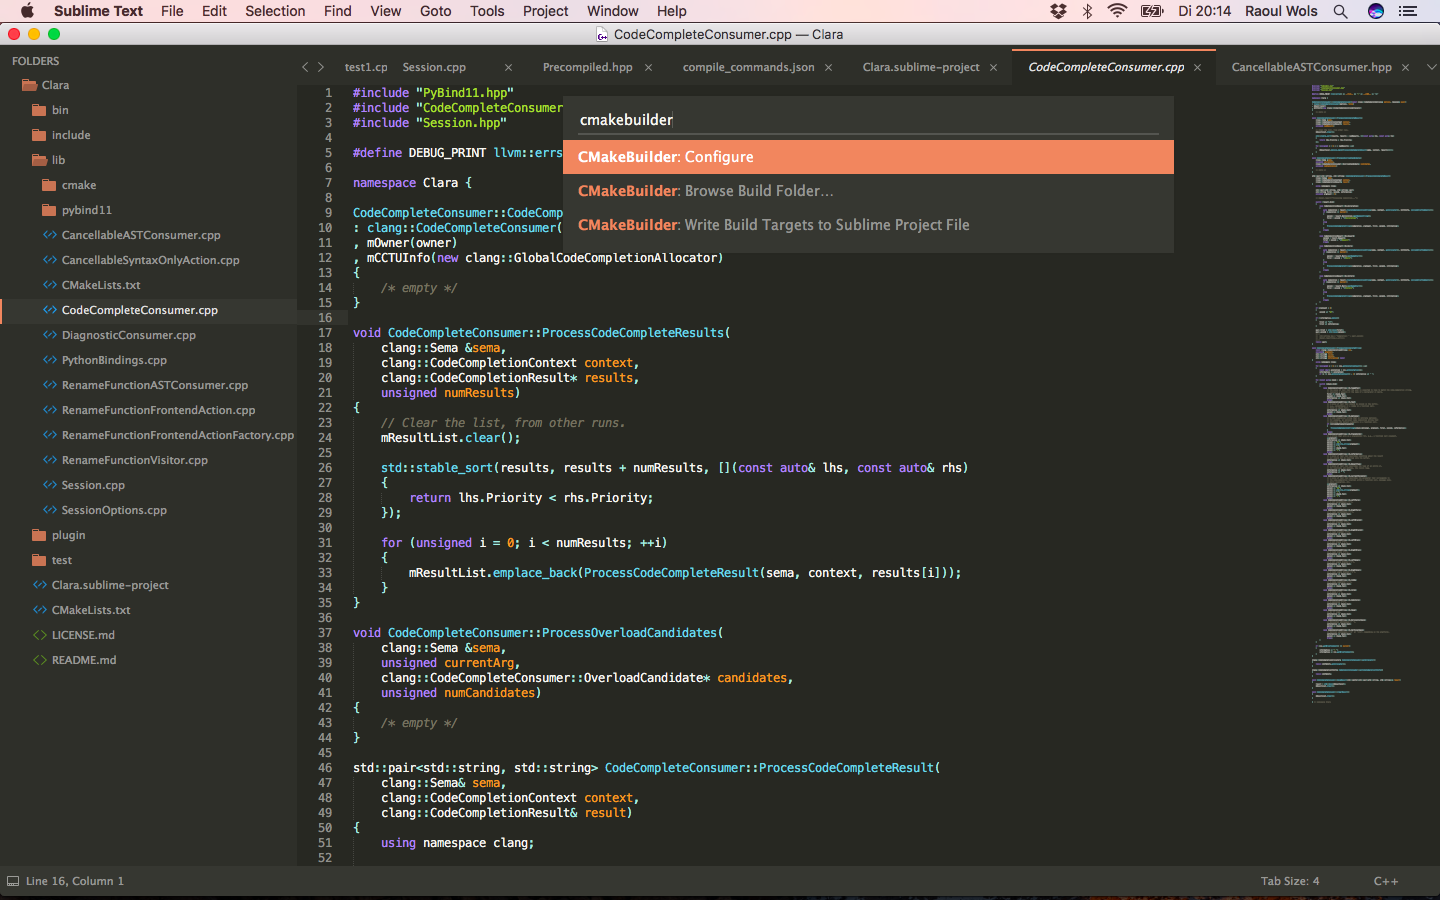 Sublime Text File Edit Selection Find View Goto Tools Project Window Help Di 20:14 Raoul Wols
CodeCompleteConsumer.cpp — Clara
FOLDERS
Clara
bin
include
lib
cmake
pybind11
CancellableASTConsumer.cpp
CancellableSyntaxOnlyAction.cpp
CMakeLists.txt
CodeCompleteConsumer.cpp
DiagnosticConsumer.cpp
PythonBindings.cpp
RenameFunctionASTConsumer.cpp
RenameFunctionFrontendAction.cpp
RenameFunctionFrontendActionFactory.cpp
RenameFunctionVisitor.cpp
Session.cpp
SessionOptions.cpp
plugin
test
Clara.sublime-project
CMakeLists.txt
LICENSE.md
README.md
test1.cp Session.cpp Precompiled.hpp compile_commands.json Clara.sublime-project CodeCompleteConsumer.cpp CancellableASTConsumer.hpp
cmakebuilder
CMakeBuilder: Configure
CMakeBuilder: Browse Build Folder...
CMakeBuilder: Write Build Targets to Sublime Project File
1 #include "PyBind11.hpp"
2 #include "CodeCompleteConsumer
3 #include "Session.hpp"
4
5 #define DEBUG_PRINT llvm::errs
6
7 namespace Clara {
8
9 CodeCompleteConsumer::CodeComp
10 : clang::CodeCompleteConsumer(
11 , mOwner(owner)
12 , mCCTUInfo(new clang::GlobalCodeCompletionAllocator)
13 {
14 /* empty */
15 }
16
17 void CodeCompleteConsumer::ProcessCodeCompleteResults(
18 clang::Sema &sema,
19 clang::CodeCompletionContext context,
20 clang::CodeCompletionResult* results,
21 unsigned numResults)
22 {
23 // Clear the list, from other runs.
24 mResultList.clear();
25
26 std::stable_sort(results, results + numResults, [](const auto& lhs, const auto& rhs)
27 {
28 return lhs.Priority < rhs.Priority;
29 });
30
31 for (unsigned i = 0; i < numResults; ++i)
32 {
33 mResultList.emplace_back(ProcessCodeCompleteResult(sema, context, results[i]));
34 }
35 }
36
37 void CodeCompleteConsumer::ProcessOverloadCandidates(
38 clang::Sema &sema,
39 unsigned currentArg,
40 clang::CodeCompleteConsumer::OverloadCandidate* candidates,
41 unsigned numCandidates)
42 {
43 /* empty */
44 }
45
46 std::pair<std::string, std::string> CodeCompleteConsumer::ProcessCodeCompleteResult(
47 clang::Sema& sema,
48 clang::CodeCompletionContext context,
49 clang::CodeCompletionResult& result)
50 {
51 using namespace clang;
52
Line 16, Column 1 Tab Size: 4 C++